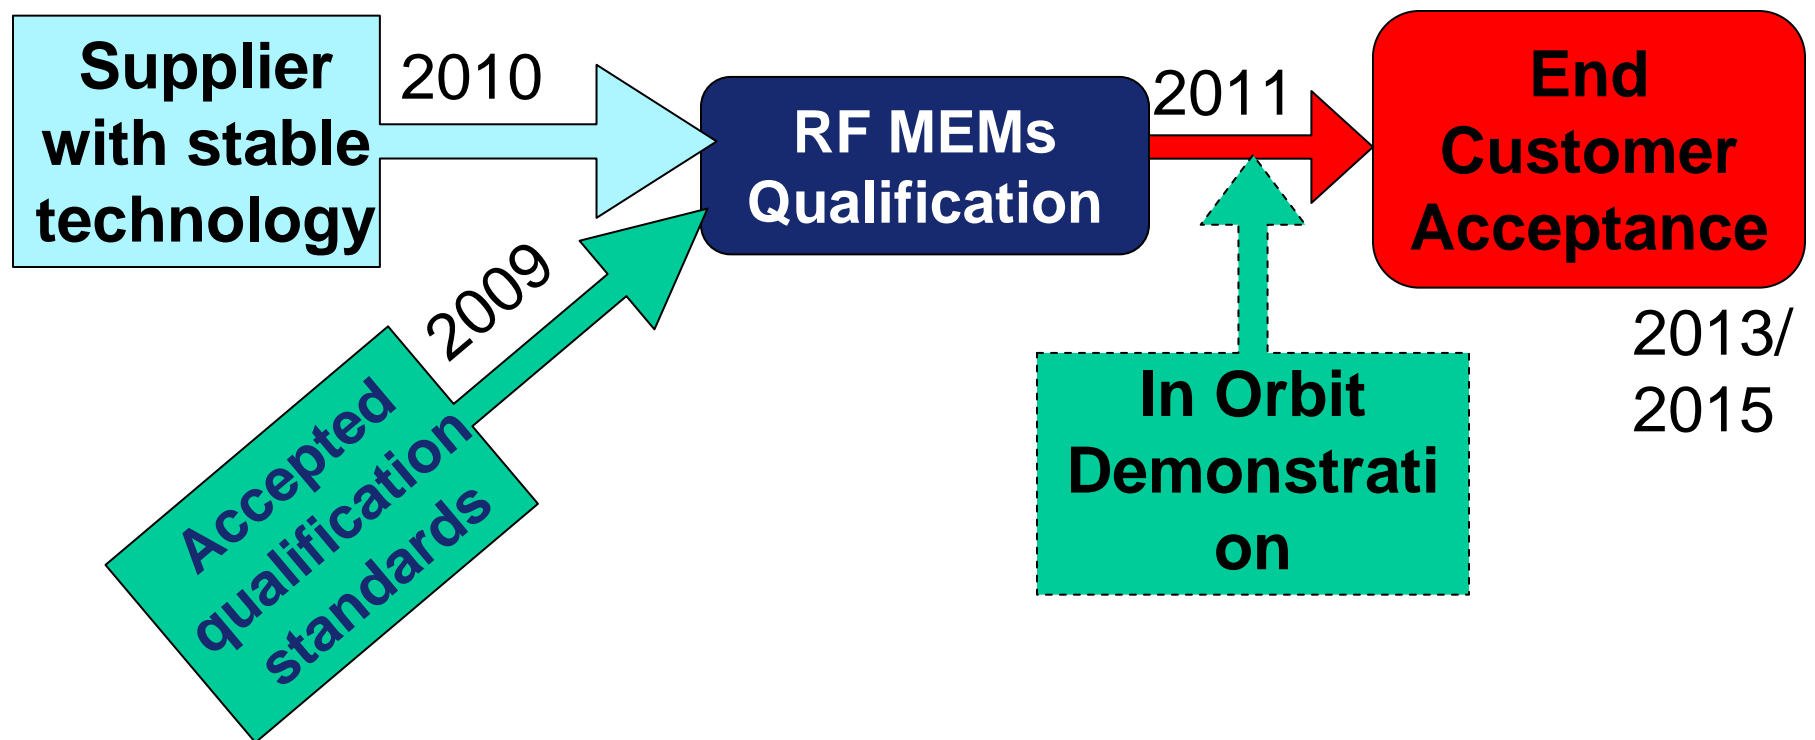 Supplier
with stable
technology
2010
RF MEMs
Qualification
2011
End
Customer
Acceptance
2013/
2015
2009
Accepted
qualification
standards
In Orbit
Demonstrati
on